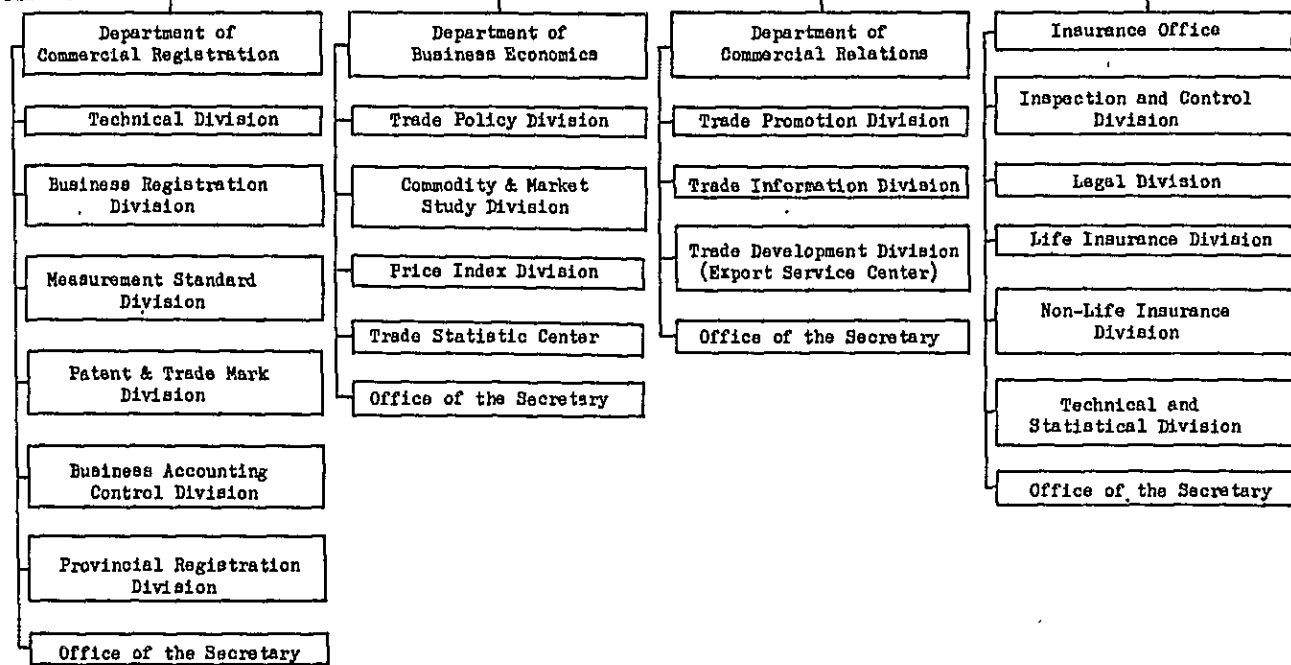 Department of
Commercial Registration
Technical Division
Business Registration
Division
Measurement Standard
Division
Patent & Trade Mark
Division
Business Accounting
Control Division
Provincial Registration
Division
Office of the Secretary
Department of
Business Economics
Trade Policy Division
Commodity & Market
Study Division
Price Index Division
Trade Statistic Center
Office of the Secretary
Department of
Commercial Relations
Trade Promotion Division
Trade Information Division
Trade Development Division
(Export Service Center)
Office of the Secretary
Insurance Office
Inspection and Control
Division
Legal Division
Life Insurance Division
Non-Life Insurance
Division
Technical and
Statistical Division
Office of the Secretary